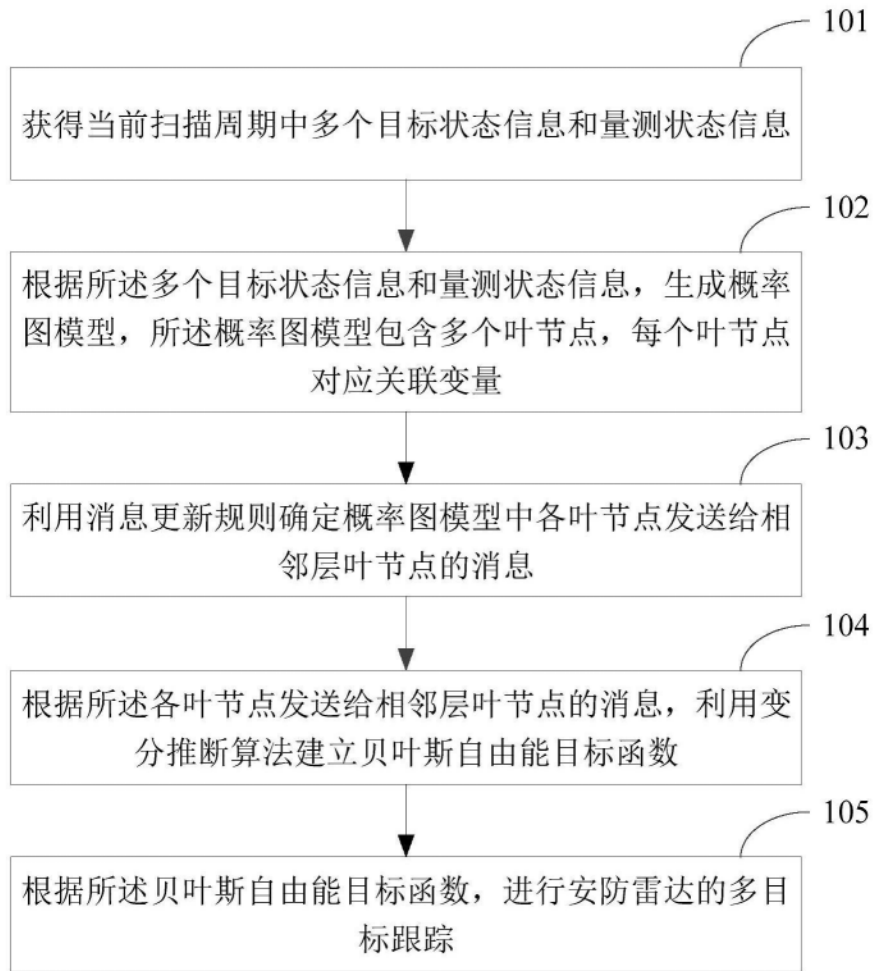 101
获得当前扫描周期中多个目标状态信息和量测状态信息
102
根据所述多个目标状态信息和量测状态信息，生成概率
图模型，所述概率图模型包含多个叶节点，每个叶节点
对应关联变量
103
利用消息更新规则确定概率图模型中各叶节点发送给相
邻层叶节点的消息
104
根据所述各叶节点发送给相邻层叶节点的消息，利用变
分推断算法建立贝叶斯自由能目标函数
105
根据所述贝叶斯自由能目标函数，进行安防雷达的多目
标跟踪